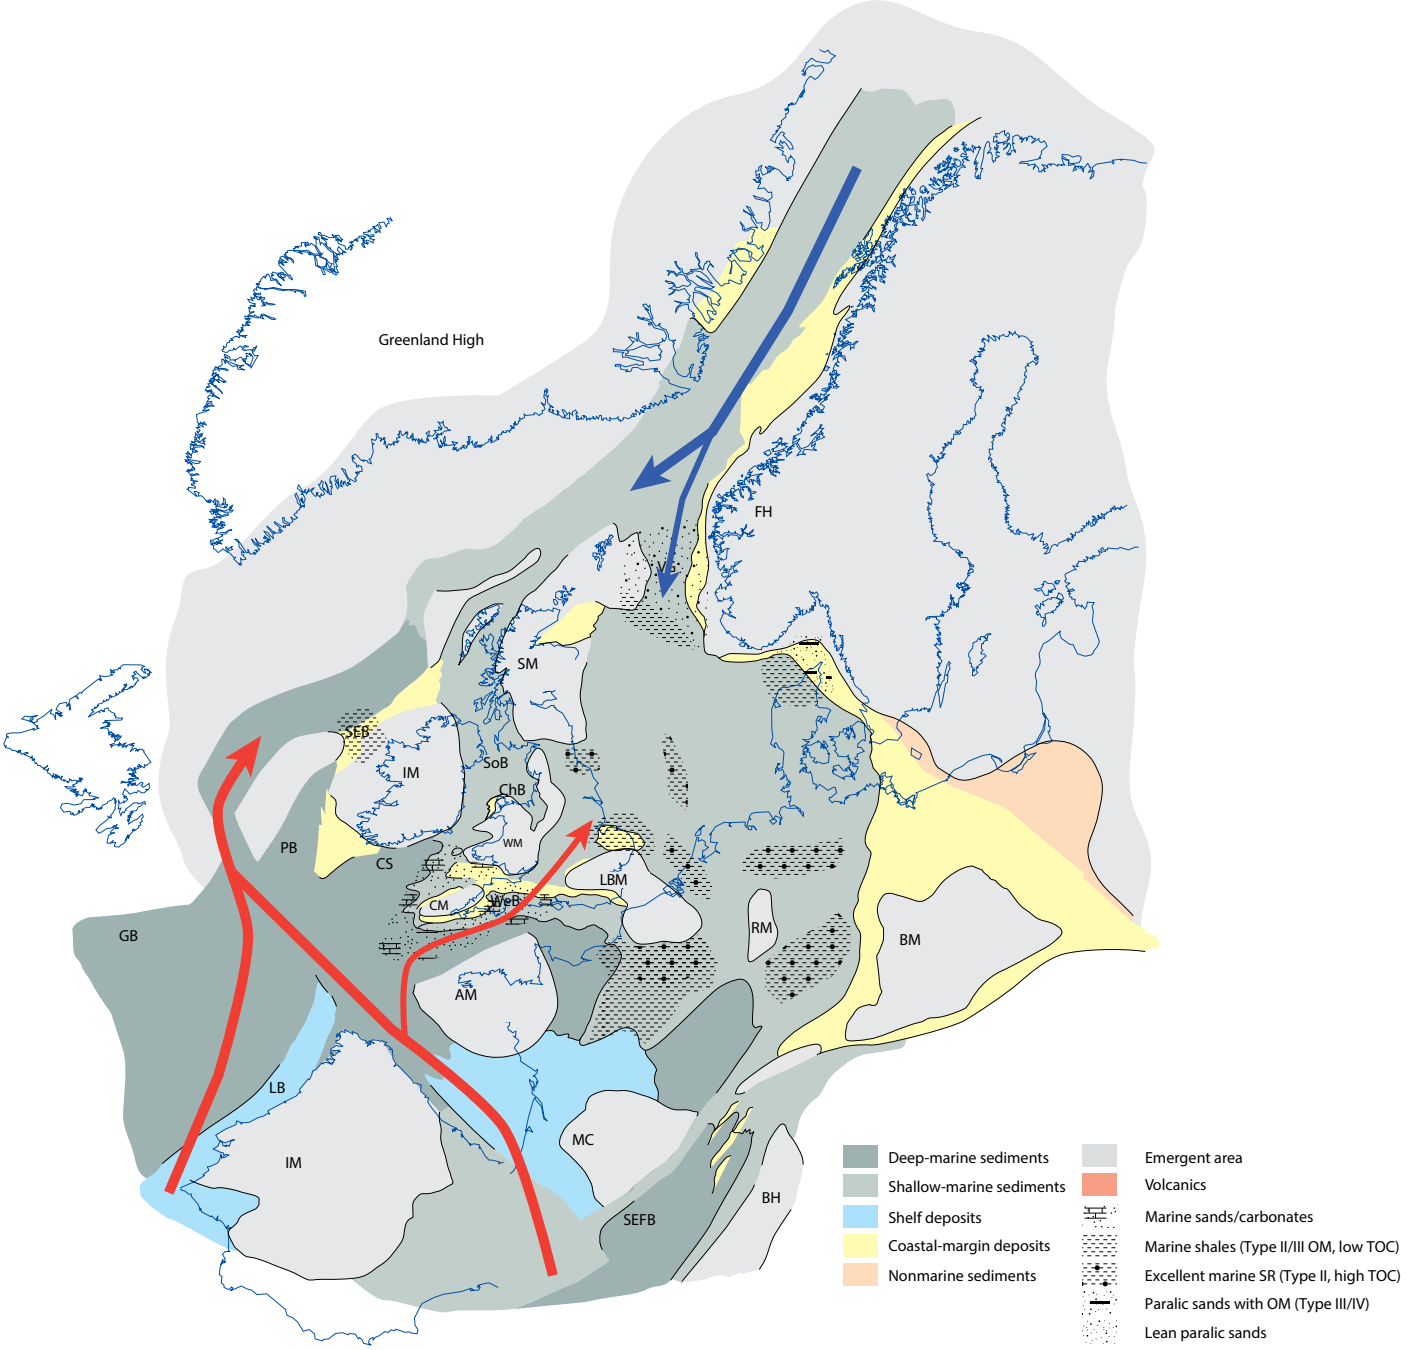 Greenland High
FH
VG
SM
SEB
IM
SoB
ChB
WM
PB
CS
LBM
CM
WeB
RM
GB
BM
AM
LB
MC
IM
BH
SEFB
Deep-marine sediments
Shallow-marine sediments
Shelf deposits
Coastal-margin deposits
Nonmarine sediments
Emergent area
Volcanics
Marine sands/carbonates
Marine shales (Type II/III OM, low TOC)
Excellent marine SR (Type II, high TOC)
Paralic sands with OM (Type III/IV)
Lean paralic sands